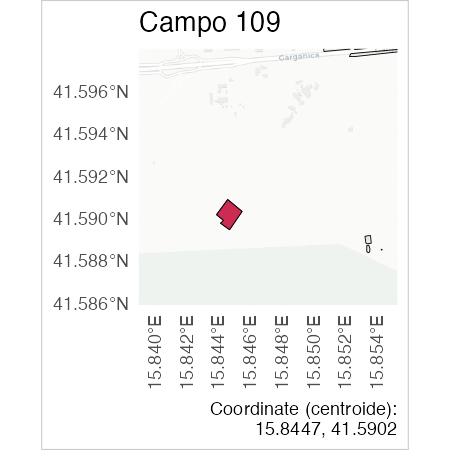 Campo 109
Garganica
41.596°N
41.594°N
41.592°N
41.590°N
41.588°N
41.586°N
15.840°E
15.842°E
15.844°E
15.846°E
15.848°E
15.850°E
15.852°E
15.854°E
Coordinate (centroide):
15.8447, 41.5902